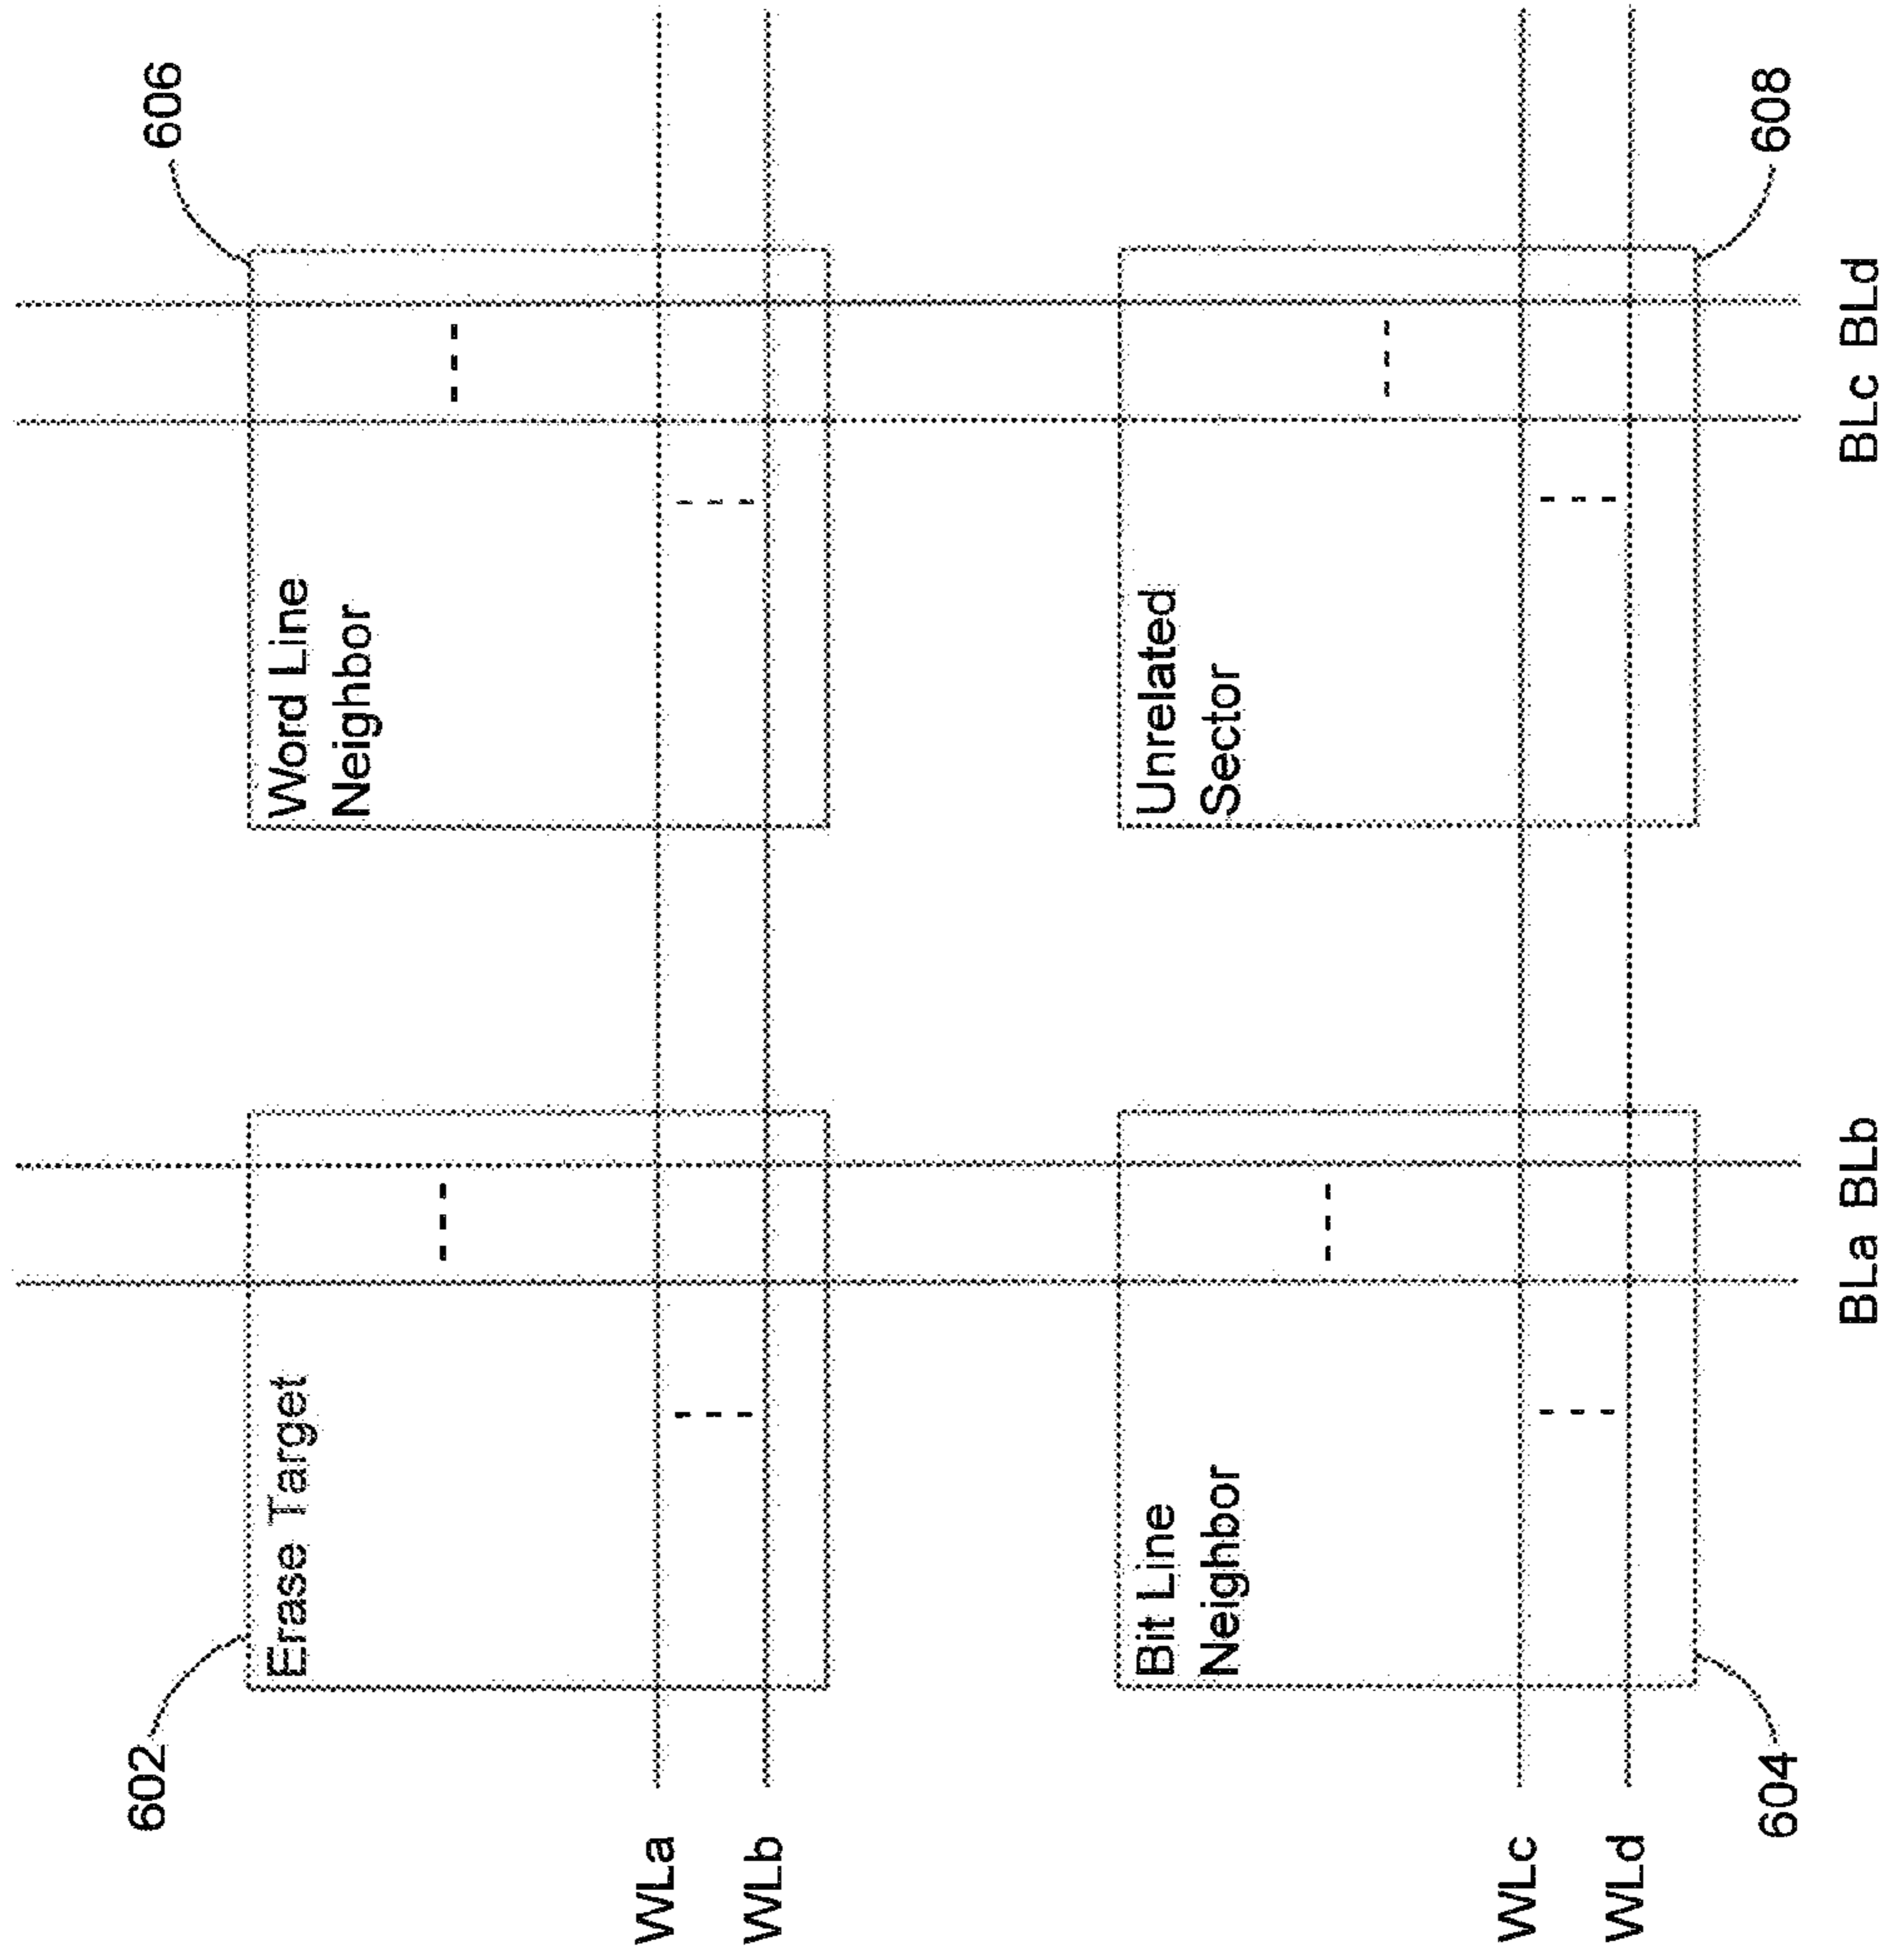 602
606
Erase Target
Word Line
Neighbor
WLa
WLb
Bit Line
Neighbor
Unrelated
Sector
WLc
WLd
604
608
BLa BLb
BLc BLd